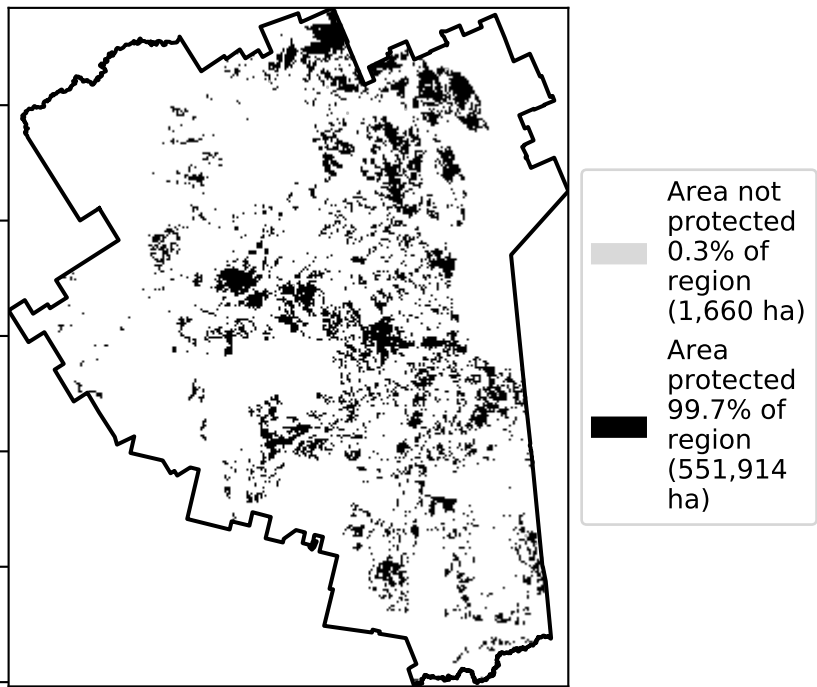 Area not
protected
0.3% of
region
(1,660 ha)
Area
protected
99.7% of
region
(551,914
ha)